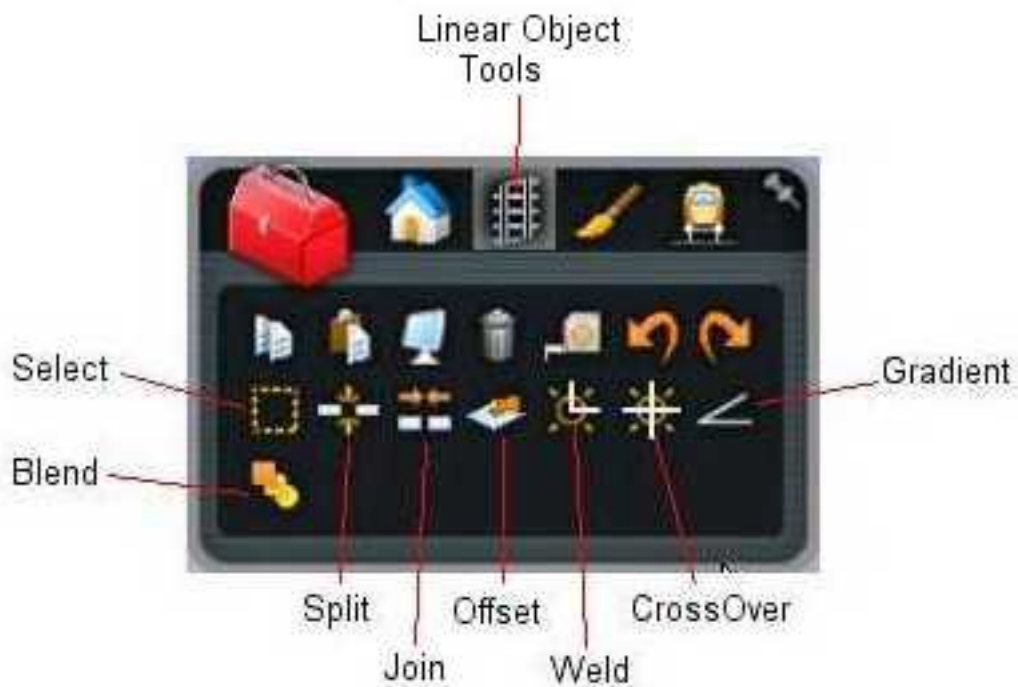 Linear Object
Tools
Select
Gradient
Blend
Split
Offset
CrossOver
Join
Weld